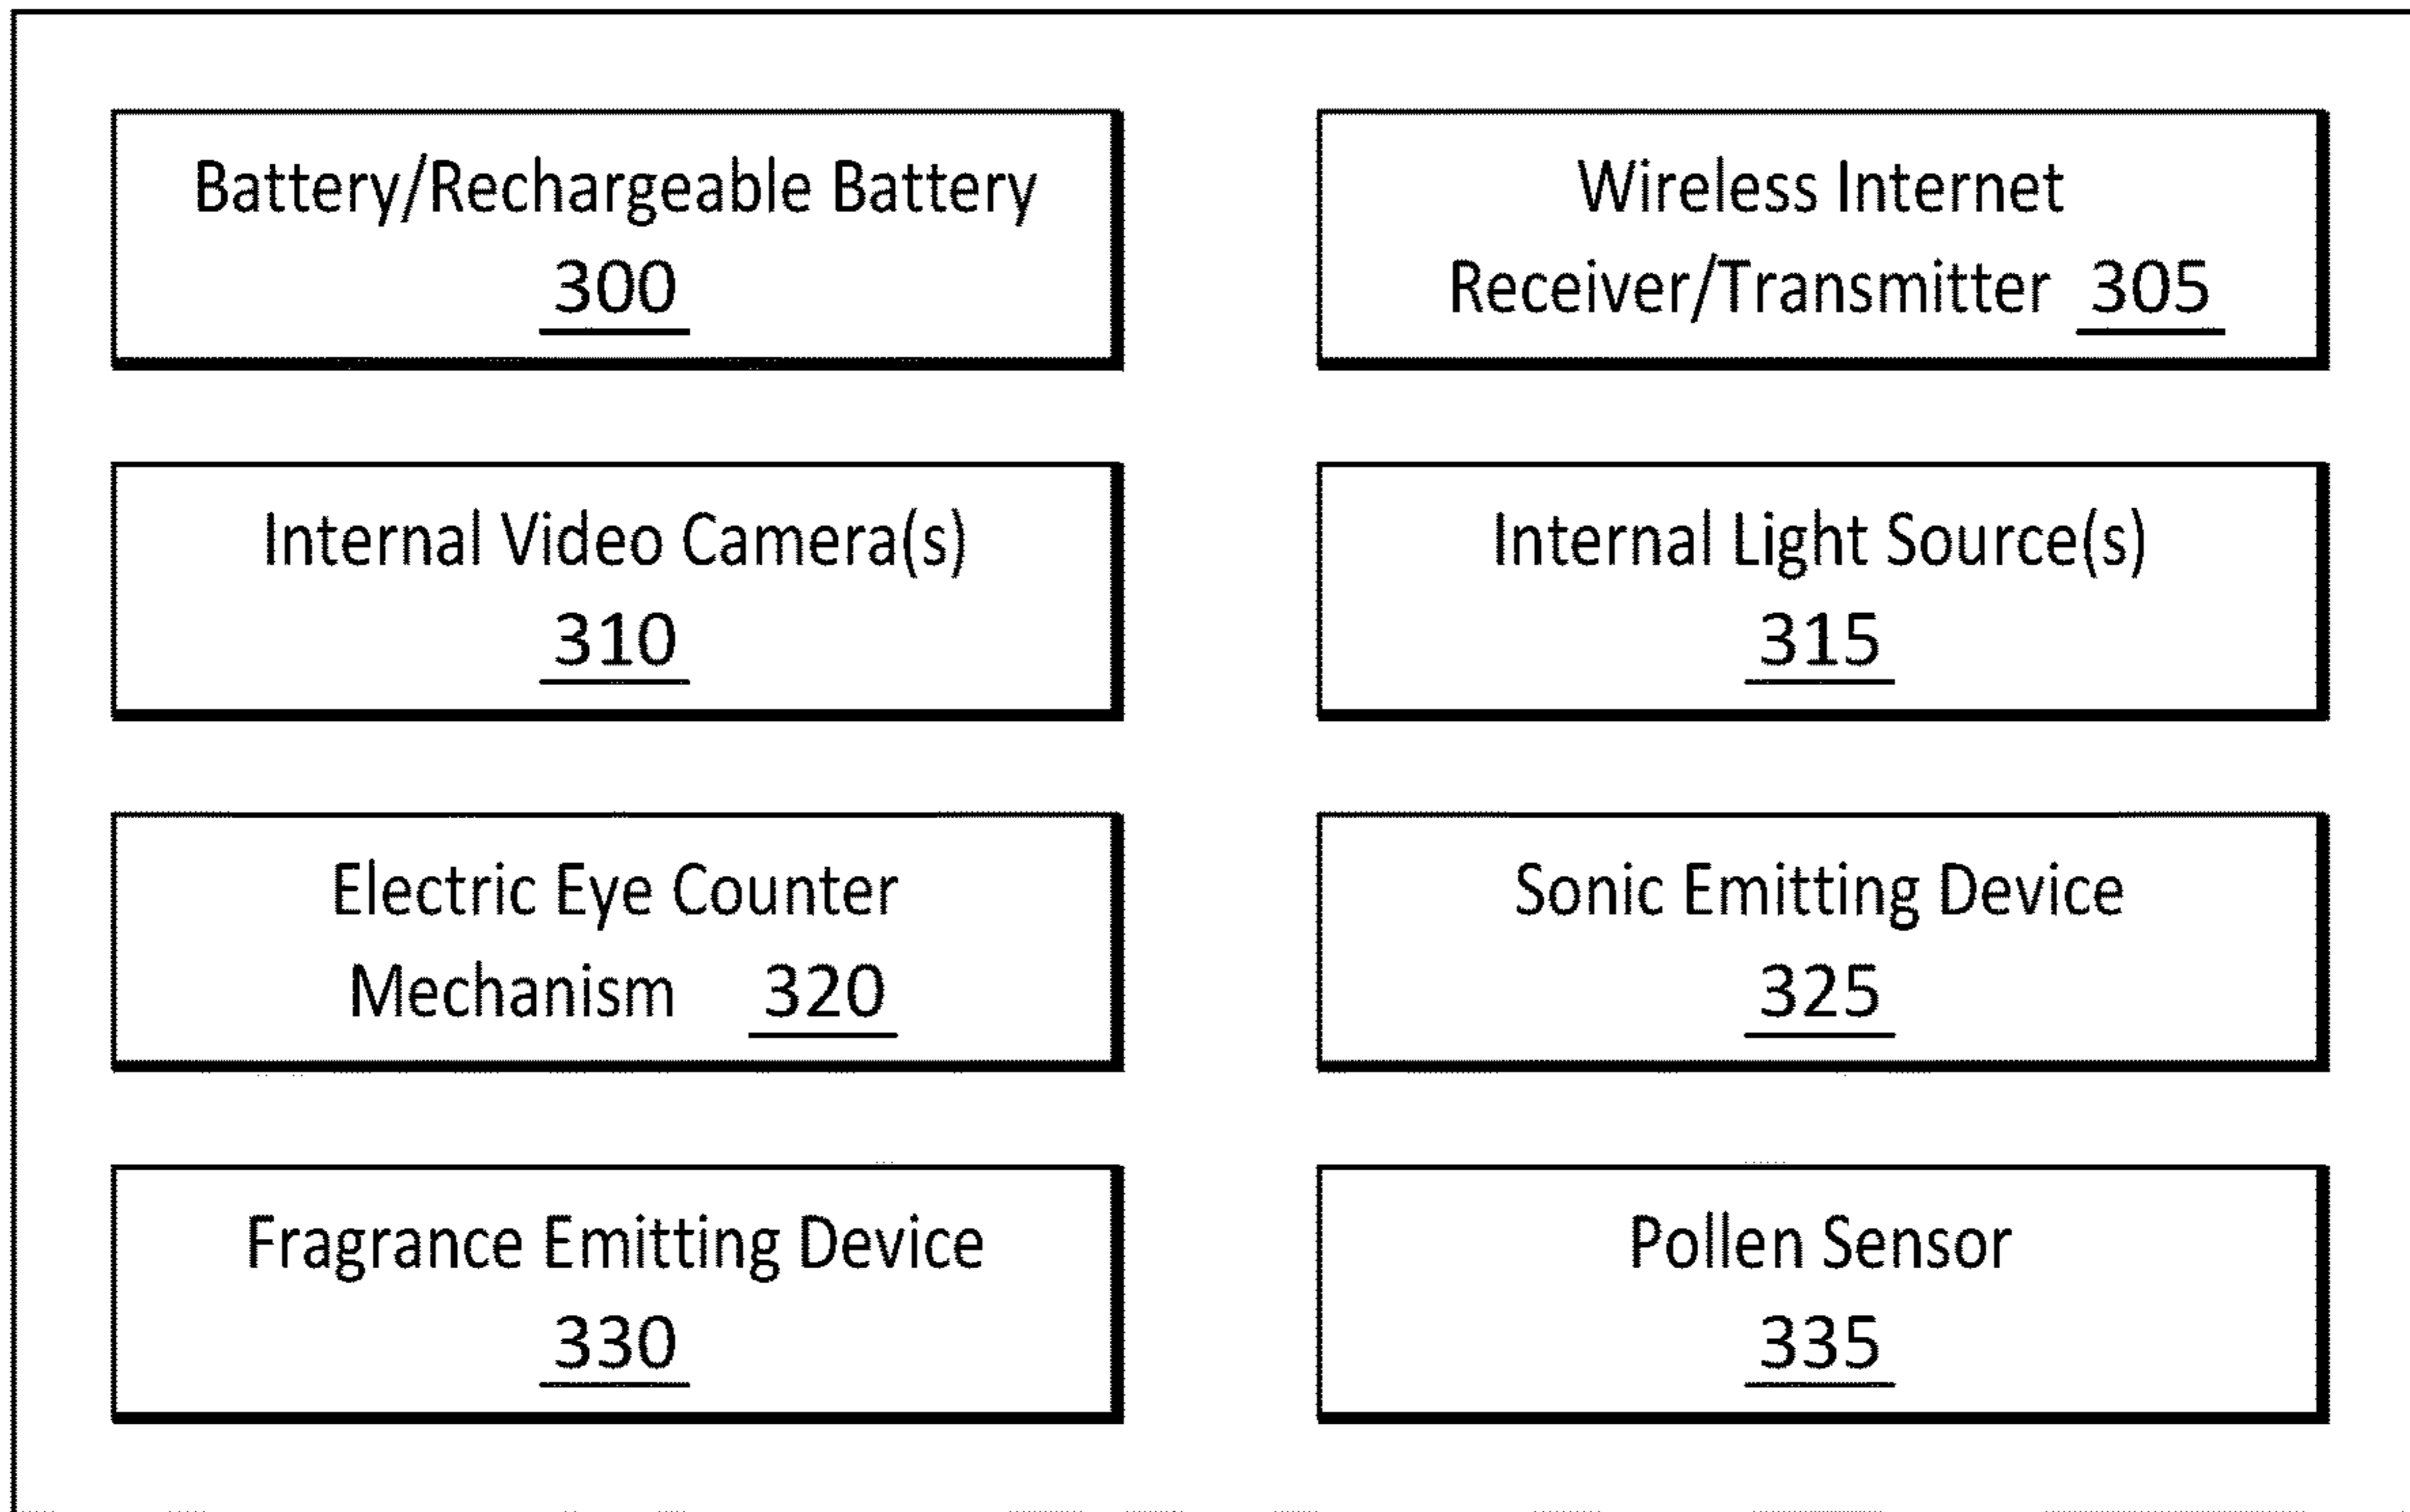 Battery/Rechargeable Battery
300
Wireless Internet
Receiver/Transmitter 305
Internal Video Camera(s)
310
Internal Light Source(s)
315
Electric Eye Counter
Mechanism 320
Sonic Emitting Device
325
Fragrance Emitting Device
330
Pollen Sensor
335